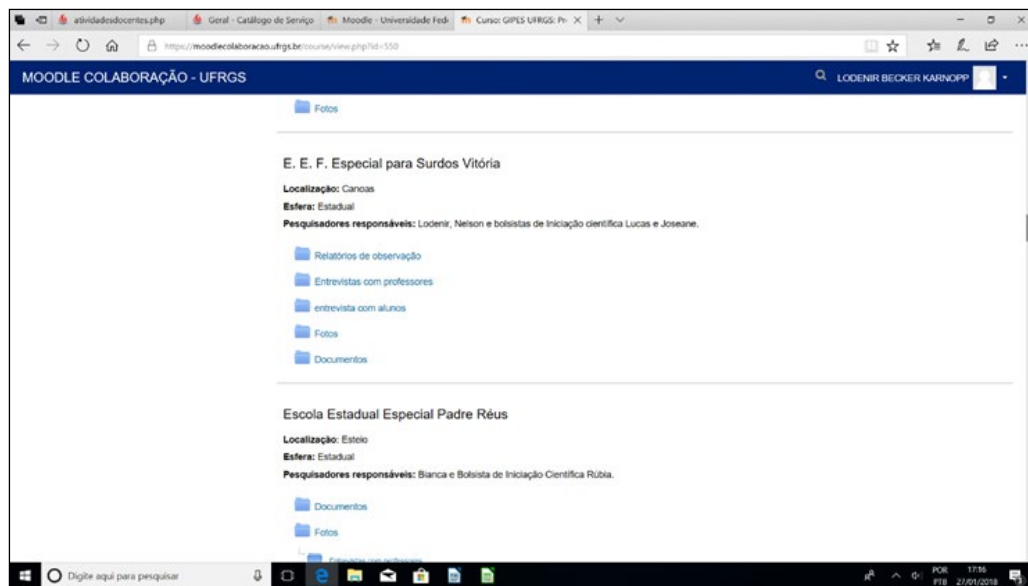 atividadesdocentes.php
Geral - Catálogo de Serviço
Moodle - Universidade Fed
Curso: GIPES UFRGS: Pr
https://moodlecolaboracao.ufrgs.br/course/view.php?id=550
MOODLE COLABORAÇÃO - UFRGS
LODENIR BECKER KARNOPP
Fotos
E. E. F. Especial para Surdos Vitória
Localização: Canoas
Esfera: Estadual
Pesquisadores responsáveis: Lodenir, Nelson e bolsistas de Iniciação científica Lucas e Joseane.
Relatórios de observação
Entrevistas com professores
entrevista com alunos
Fotos
Documentos
Escola Estadual Especial Padre Réus
Localização: Esteio
Esfera: Estadual
Pesquisadores responsáveis: Bianca e Bolsista de Iniciação Científica Rúbia.
Documentos
Fotos
Entrevistas com professores
Digite aqui para pesquisar
POR
PTB
17:16
27/01/2018